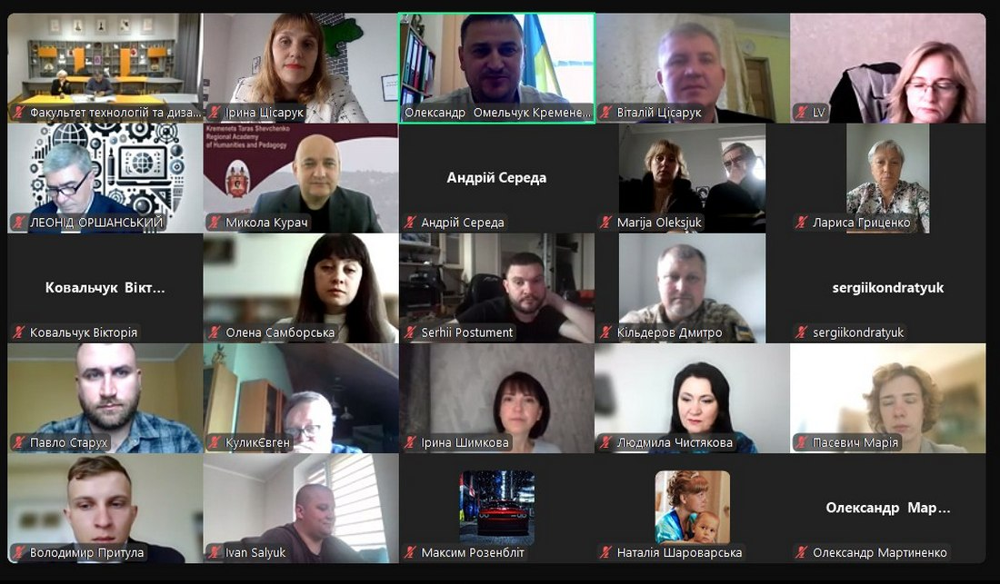 Факультет технологій та диза...
Ірина Цісарук
Олександр Омельчук Кремене...
Віталій Цісарук
LV
ЛЕОНІД ОРШАНСЬКИЙ
Kremenets Taras Shevchenko
Regional Academy
of Humanities and Pedagogy
Микола Курач
Андрій Середа
Андрій Середа
Marija Oleksjuk
Лариса Гриценко
Ковальчук Вікт...
Ковальчук Вікторія
Олена Самборська
Serhii Postument
Кільдеров Дмитро
sergiikondratyuk
sergiikondratyuk
Павло Старух
КуликЄвген
Ірина Шимкова
Людмила Чистякова
Пасевич Марія
Володимир Притула
Ivan Salyuk
Максим Розенбліт
Наталія Шароварська
Олександр Мар...
Олександр Мартиненко